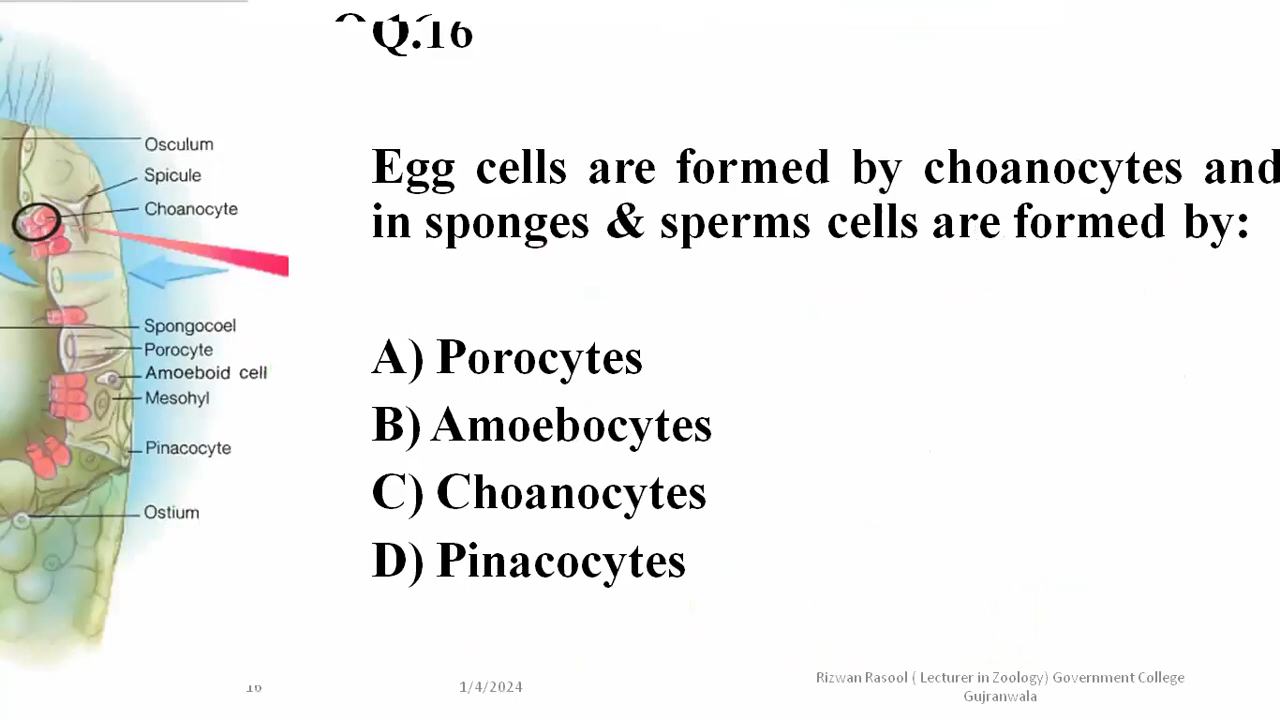 Q.16
Egg cells are formed by choanocytes and
in sponges & sperms cells are formed by:
A) Porocytes
B) Amoebocytes
C) Choanocytes
D) Pinacocytes
Osculum
Spicule
Choanocyte
Spongocoel
Porocyte
Amoeboid cell
Mesohyl
Pinacocyte
Ostium
16
1/4/2024
Rizwan Rasool ( Lecturer in Zoology) Government College
Gujranwala